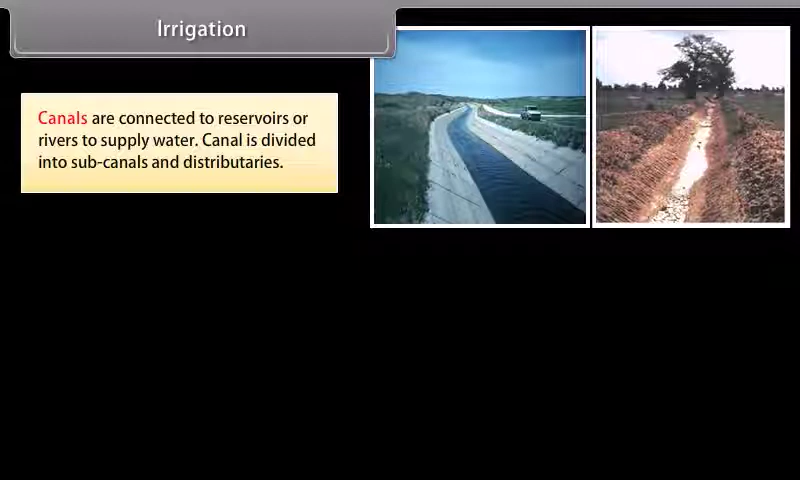 Irrigation
Canals are connected to reservoirs or
rivers to supply water. Canal is divided
into sub-canals and distributaries.